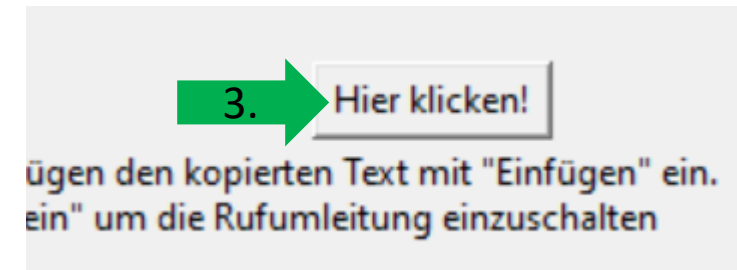 3. Hier klicken!
ügen den kopierten Text mit "Einfügen" ein.
ein" um die Rufumleitung einzuschalten